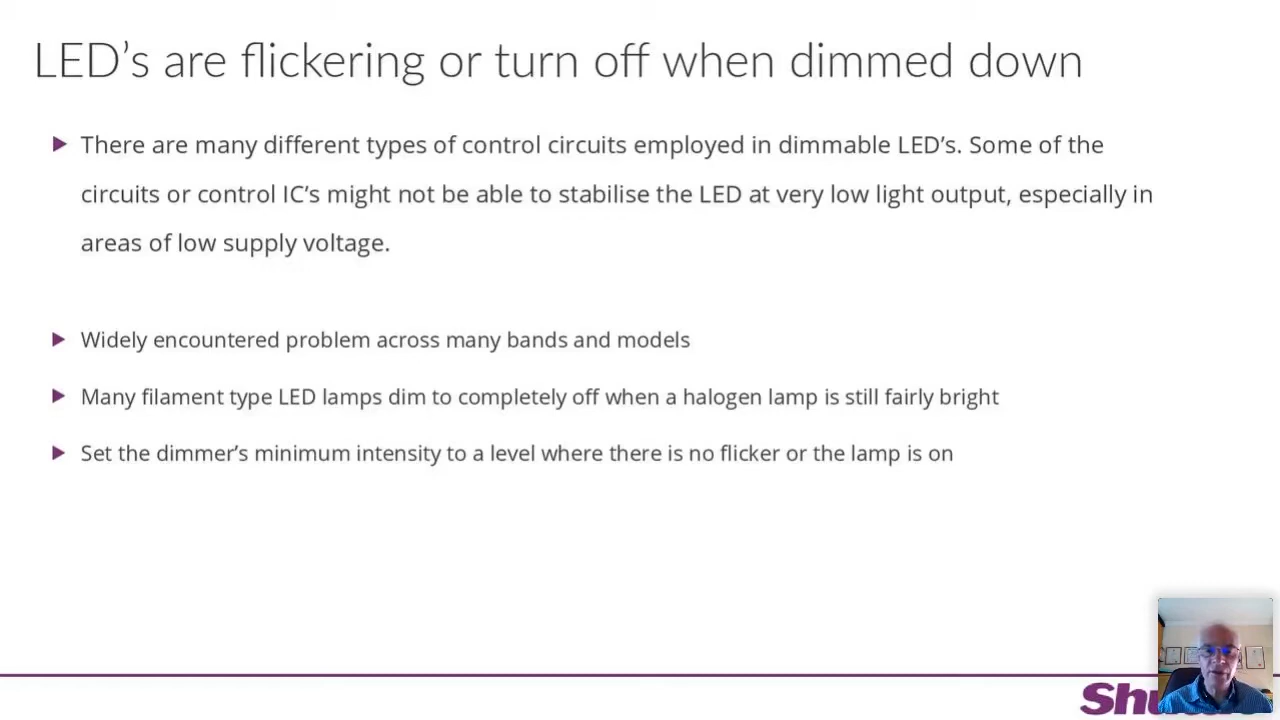 LED’s are flickering or turn off when dimmed down
There are many different types of control circuits employed in dimmable LED’s. Some of the
circuits or control IC’s might not be able to stabilise the LED at very low light output, especially in
areas of low supply voltage.
Widely encountered problem across many bands and models
Many filament type LED lamps dim to completely off when a halogen lamp is still fairly bright
Set the dimmer’s minimum intensity to a level where there is no flicker or the lamp is on